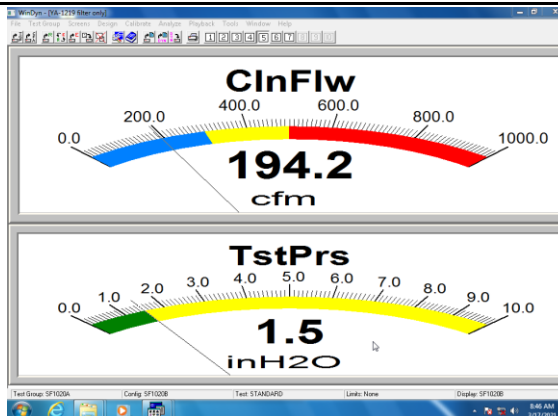 WinDyn - [YA-1219 filter only]
File Test Group Screens Design Calibrate Analyze Playback Tools Window Help
1 2 3 4 5 6 7
ClnFlw
0.0 200.0 400.0 600.0 800.0 1000.0
194.2
cfm
TstPrs
0.0 1.0 2.0 3.0 4.0 5.0 6.0 7.0 8.0 9.0 10.0
1.5
inH2O
Test Group: SF1020A Config: SF1020B Test: STANDARD Limits: None Display: SF1020B
8:46 AM